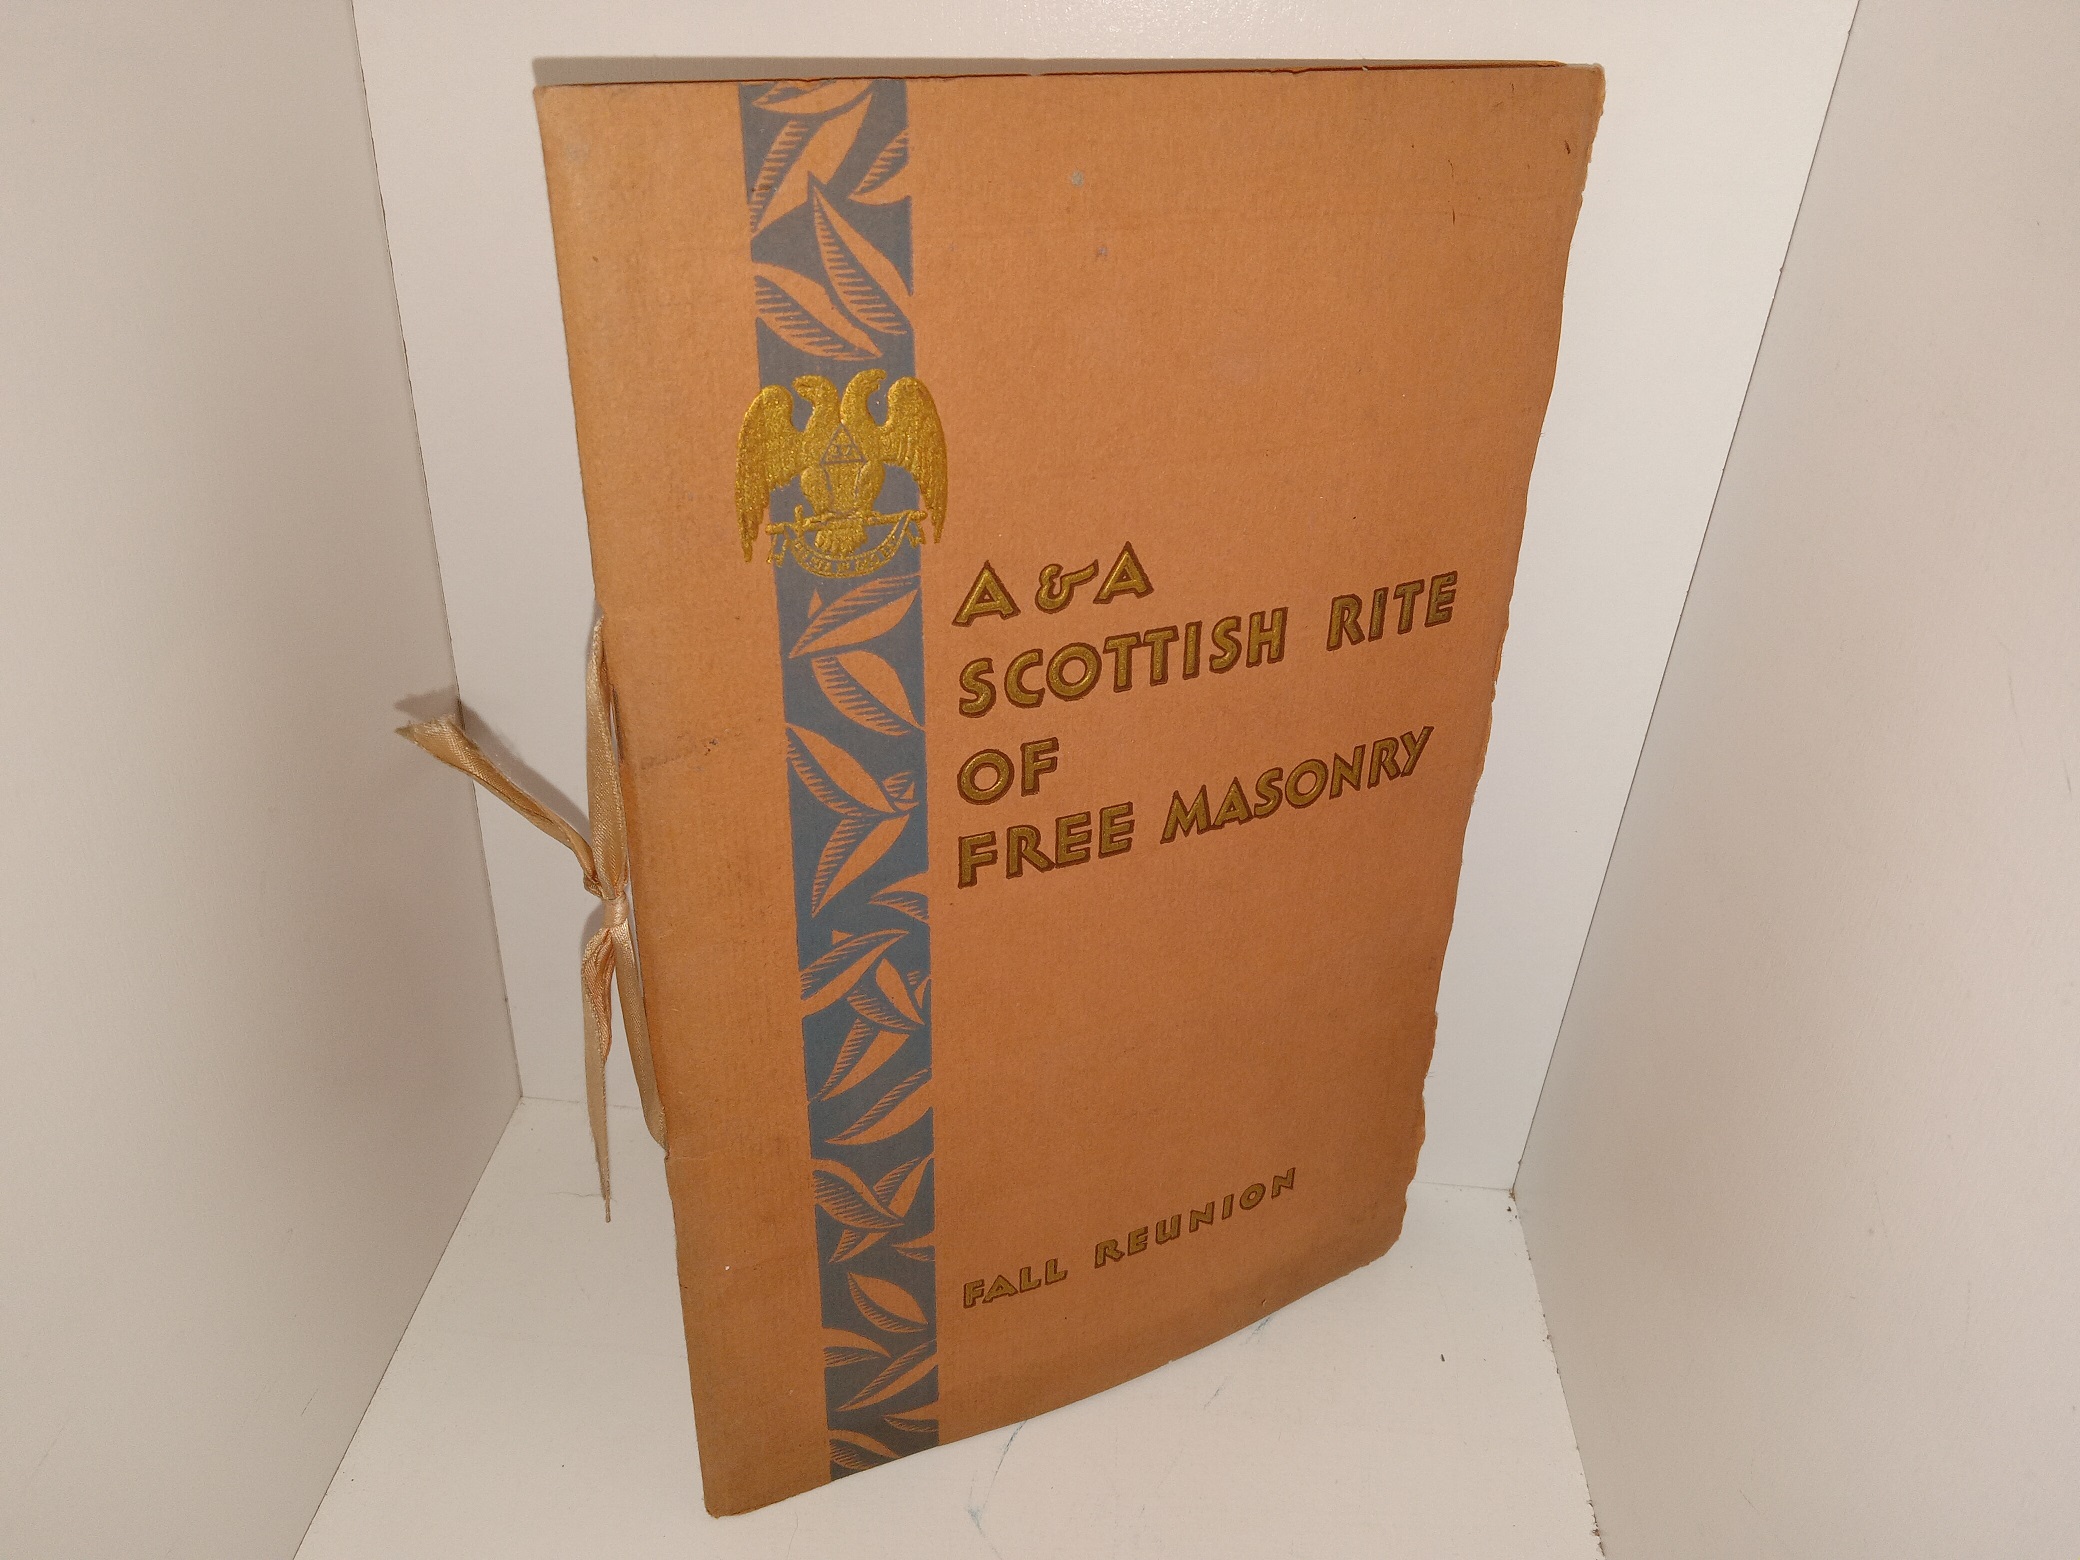 A & A
SCOTTISH RITE
OF
FREE MASONRY
FALL REUNION